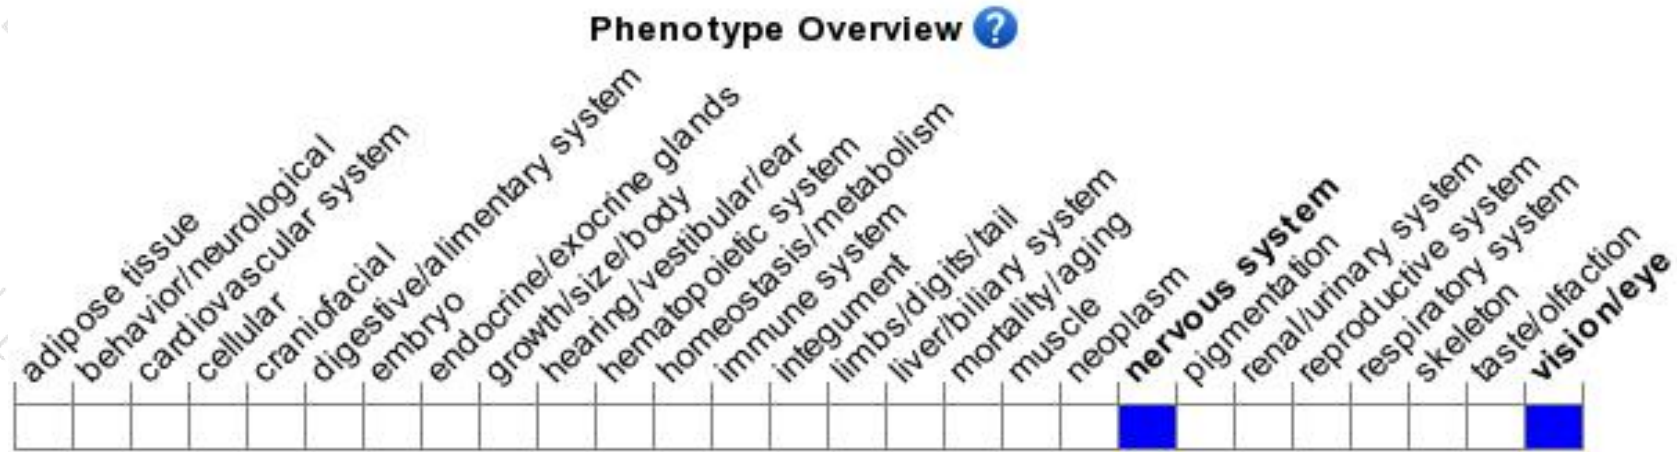 Phenotype Overview ?
adipose tissue
behavior/neurological
cardiovascular system
cellular
craniofacial
digestive/alimentary system
embryo
endocrine/exocrine glands
growth/size/body
hearing/vestibular/ear
hematopoietic system
homeostasis/metabolism
immune system
integument
limbs/digits/tail
liver/biliary system
mortality/aging
muscle
neoplasm
nervous system
pigmentation
renal/urinary system
reproductive system
respiratory system
skeleton
taste/olfaction
vision/eye